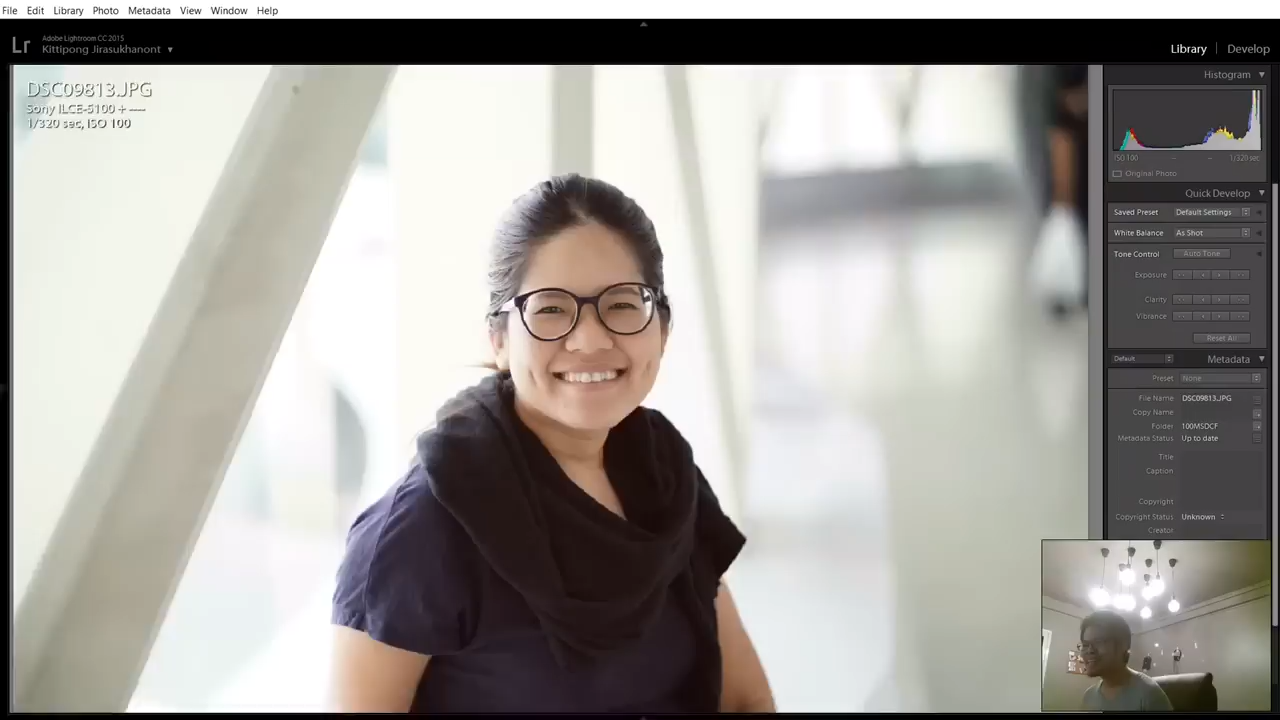 File Edit Library Photo Metadata View Window Help
Lr
Adobe Lightroom CC 2015
Kittipong Jirasukhanont
Library | Develop
DSC09813.JPG
Sony ILCE-5100 + ----
1/320 sec, ISO 100
Histogram
ISO 100 -- -- 1/320 sec
Original Photo
Quick Develop
Saved Preset Default Settings
White Balance As Shot
Tone Control Auto Tone
Exposure
Clarity
Vibrance
Reset All
Default Metadata
Preset None
File Name DSC09813.JPG
Copy Name
Folder 100MSDCF
Metadata Status Up to date
Title
Caption
Copyright
Copyright Status Unknown
Creator